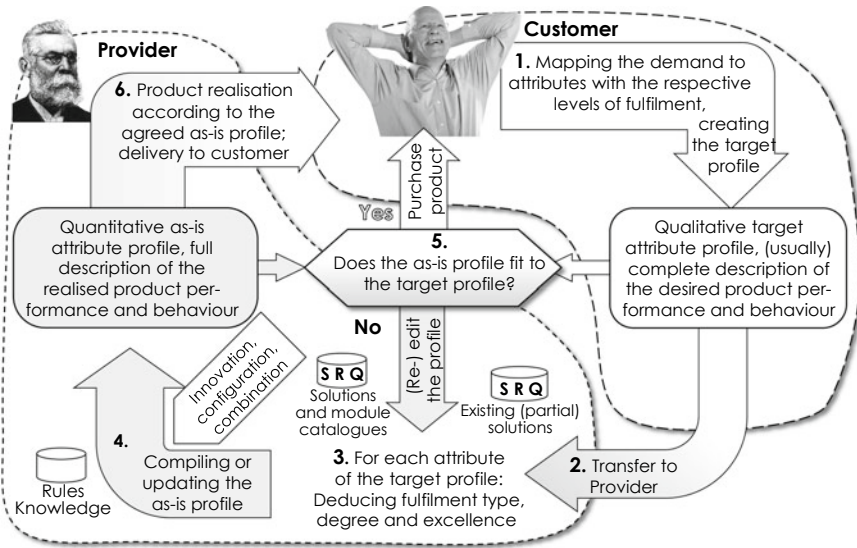 Provider
Customer
1. Mapping the demand to
attributes with the respective
levels of fulfilment,
creating
the target
profile
6. Product realisation
according to the
agreed as-is profile;
delivery to customer
Purchase
product
Yes
Quantitative as-is
attribute profile, full
description of the
realised product per-
formance and behaviour
5.
Does the as-is profile fit to
the target profile?
Qualitative target
attribute profile, (usually)
complete description of
the desired product per-
formance and behaviour
No
(Re-) edit
the profile
Innovation,
configuration,
combination
S R Q
Solutions
and module
catalogues
S R Q
Existing (partial)
solutions
4.
Compiling or
updating the
as-is profile
Rules
Knowledge
3. For each attribute
of the target profile:
Deducing fulfilment type,
degree and excellence
2. Transfer to
Provider